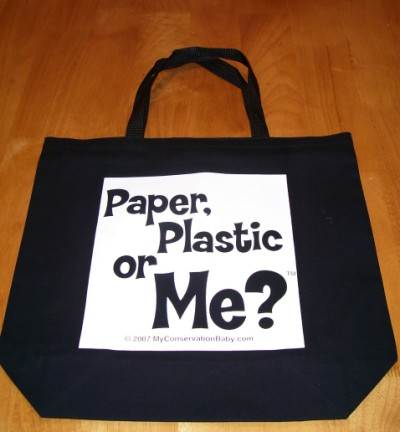 Paper,
Plastic
or
Me?™
© 2007 MyConservationBaby.com